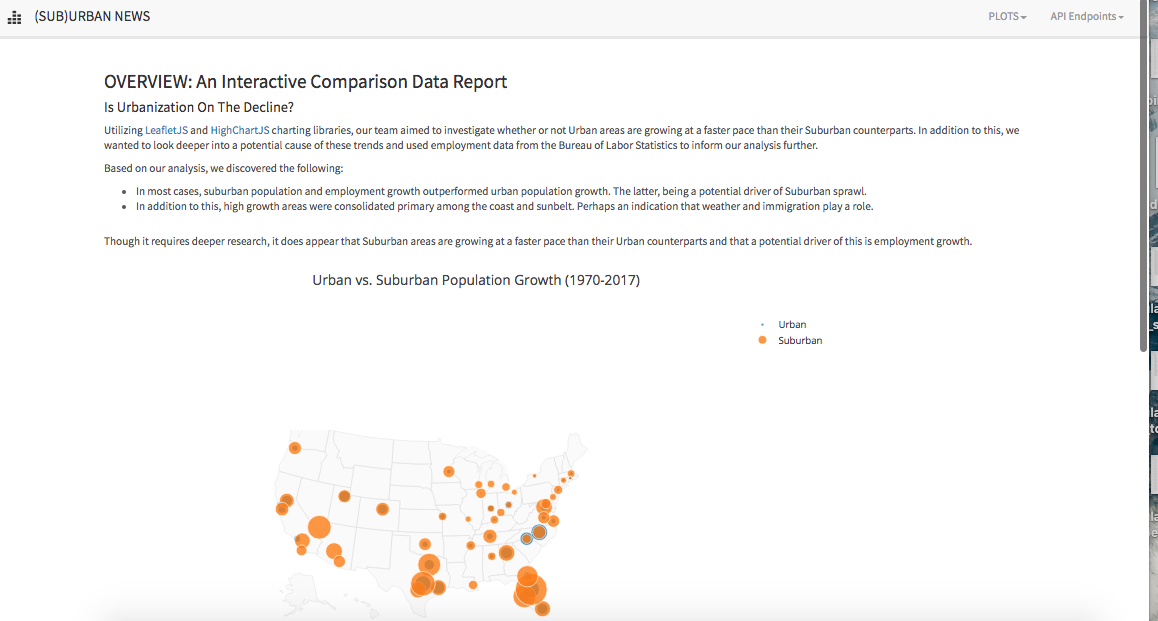 (SUB)URBAN NEWS
PLOTS
API Endpoints
OVERVIEW: An Interactive Comparison Data Report
Is Urbanization On The Decline?
Utilizing LeafletJS and HighChartJS charting libraries, our team aimed to investigate whether or not Urban areas are growing at a faster pace than their Suburban counterparts. In addition to this, we
wanted to look deeper into a potential cause of these trends and used employment data from the Bureau of Labor Statistics to inform our analysis further.
Based on our analysis, we discovered the following:
In most cases, suburban population and employment growth outperformed urban population growth. The latter, being a potential driver of Suburban sprawl.
In addition to this, high growth areas were consolidated primary among the coast and sunbelt. Perhaps an indication that weather and immigration play a role.
Though it requires deeper research, it does appear that Suburban areas are growing at a faster pace than their Urban counterparts and that a potential driver of this is employment growth.
Urban vs. Suburban Population Growth (1970-2017)
Urban
Suburban